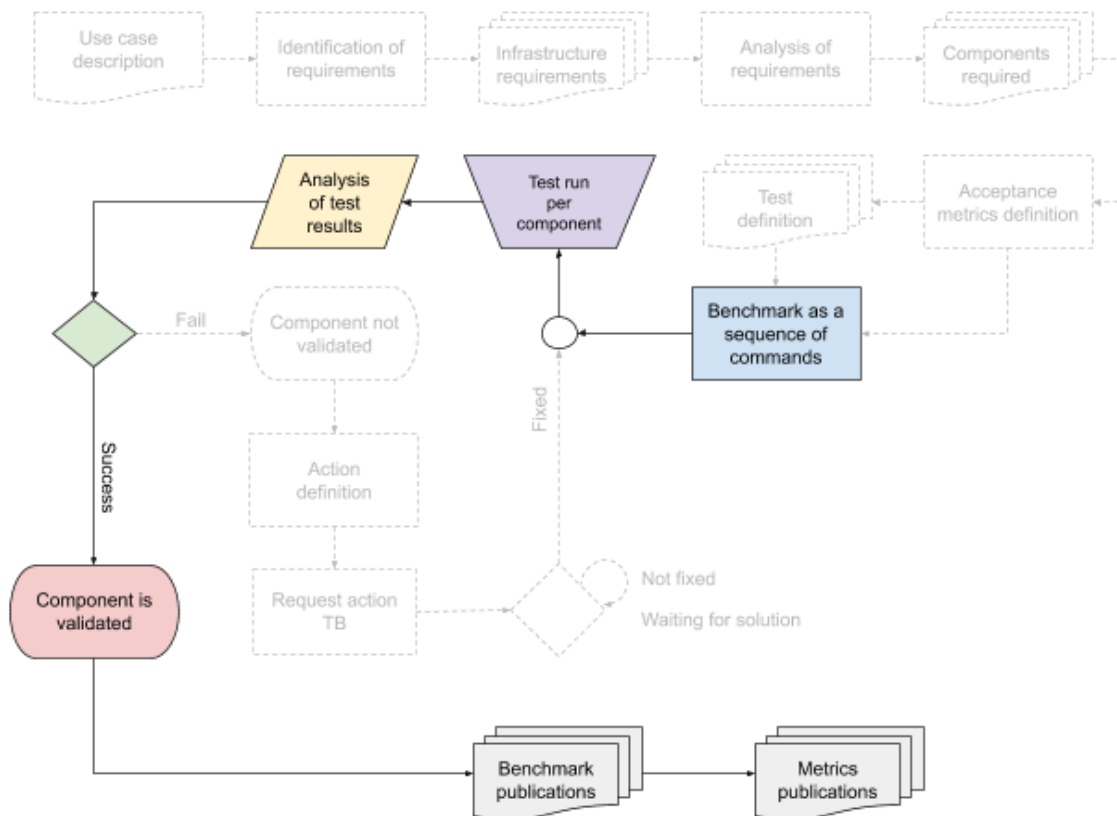 Use case
description
Identification of
requirements
Infrastructure
requirements
Analysis of
requirements
Components
required
Analysis
of test
results
Test run
per
component
Test
definition
Acceptance
metrics definition
Fail
Component not
validated
Benchmark as a
sequence of
commands
Fixed
Success
Action
definition
Component is
validated
Request action
TB
Not fixed
Waiting for solution
Benchmark
publications
Metrics
publications